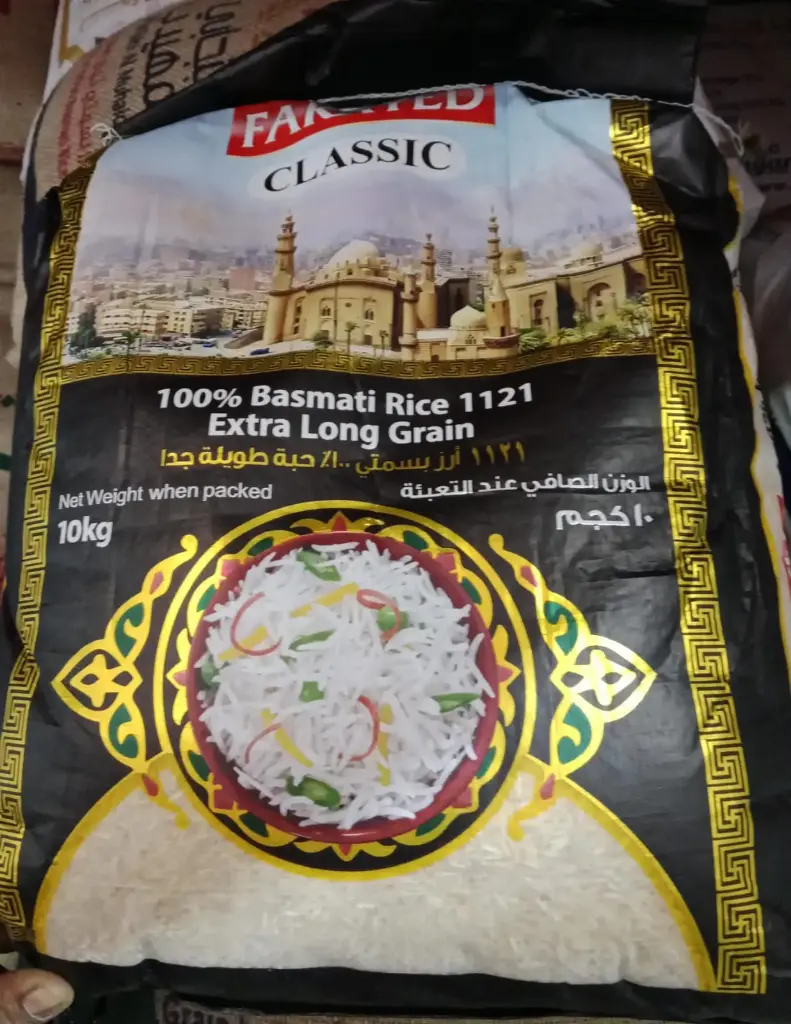 CLASSIC
100% Basmati Rice 1121
Extra Long Grain
١١٢١ أرز بسمتي ١٠٠٪ حبة طويلة جدا
Net Weight when packed
10kg
الوزن الصافي عند التعبئة
١٠ كجم